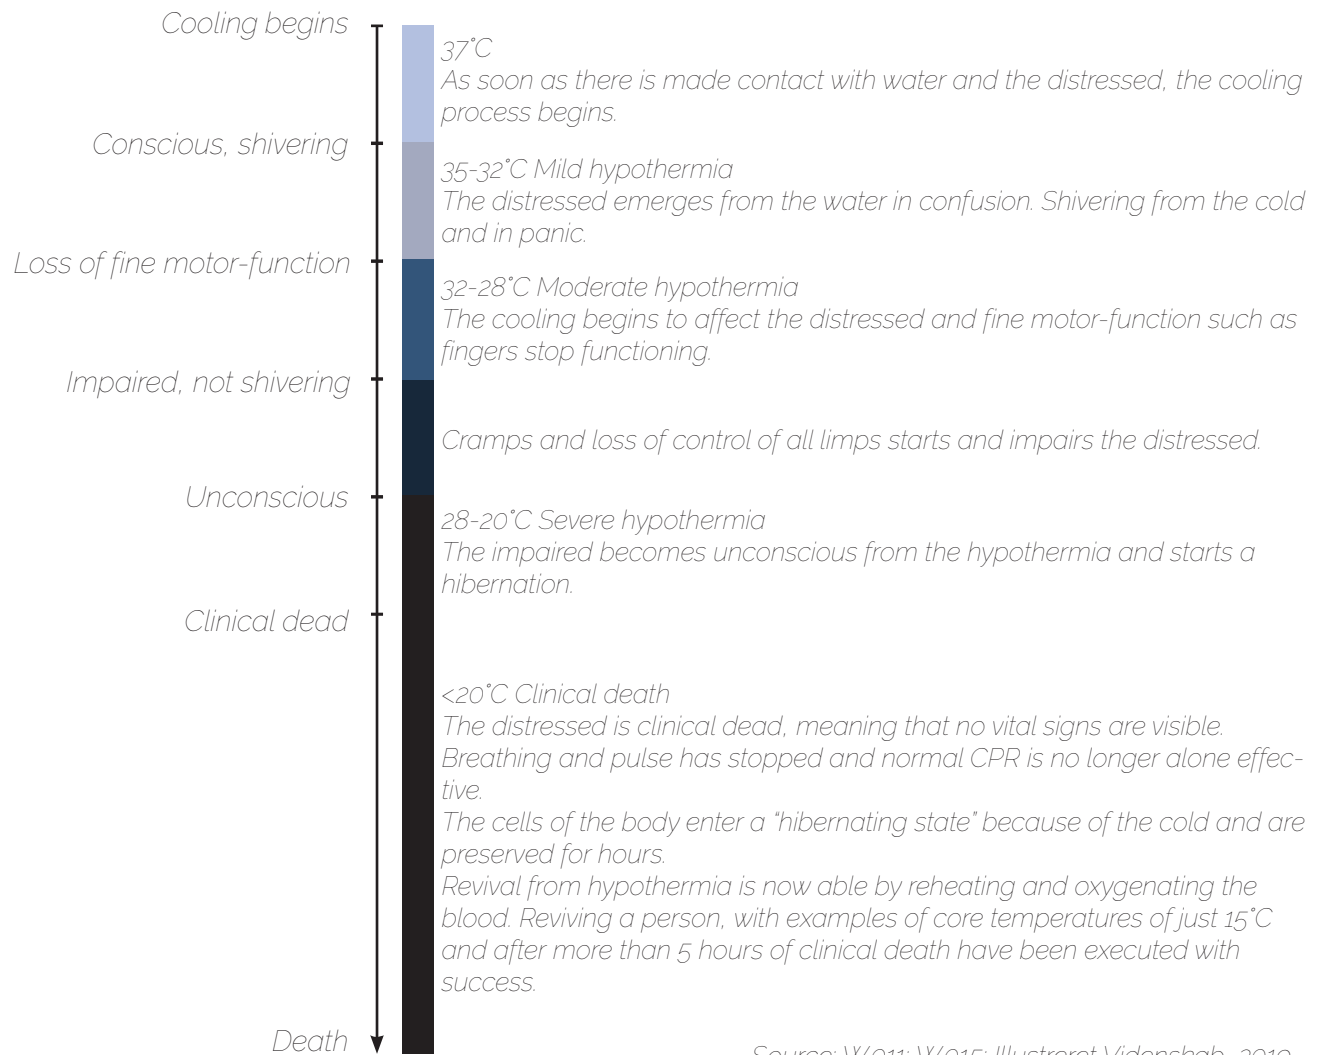 Cooling begins
37°C
As soon as there is made contact with water and the distressed, the cooling
process begins.
Conscious, shivering
35-32°C Mild hypothermia
The distressed emerges from the water in confusion. Shivering from the cold
and in panic.
Loss of fine motor-function
32-28°C Moderate hypothermia
The cooling begins to affect the distressed and fine motor-function such as
fingers stop functioning.
Impaired, not shivering
Cramps and loss of control of all limps starts and impairs the distressed.
Unconscious
28-20°C Severe hypothermia
The impaired becomes unconscious from the hypothermia and starts a
hibernation.
Clinical dead
<20°C Clinical death
The distressed is clinical dead, meaning that no vital signs are visible.
Breathing and pulse has stopped and normal CPR is no longer alone effec-
tive.
The cells of the body enter a “hibernating state” because of the cold and are
preserved for hours.
Revival from hypothermia is now able by reheating and oxygenating the
blood. Reviving a person, with examples of core temperatures of just 15°C
and after more than 5 hours of clinical death have been executed with
success.
Death
Source: W011; W015; Illustreret Videnskab, 2010